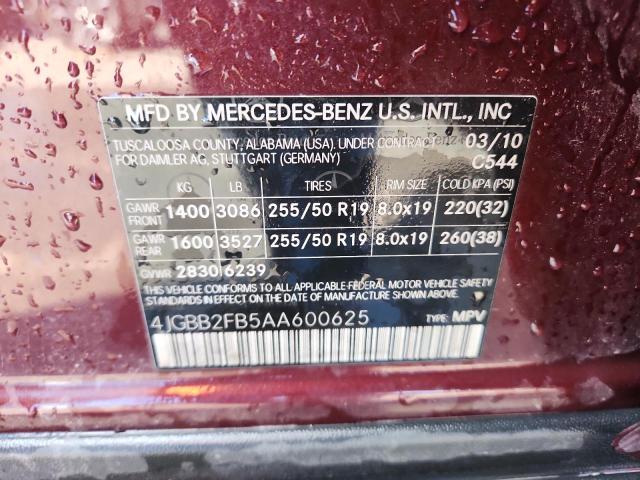 MFD BY MERCEDES-BENZ U.S. INTL., INC
TUSCALOOSA COUNTY, ALABAMA (USA). UNDER CONTRACT 03/10
FOR DAIMLER AG, STUTTGART (GERMANY) C544
KG LB TIRES RIM SIZE COLD KPA (PSI)
GAWR FRONT 1400 3086 255/50 R19 8.0x19 220(32)
GAWR REAR 1600 3527 255/50 R19 8.0x19 260(38)
GVWR 2830 6239
THIS VEHICLE CONFORMS TO ALL APPLICABLE FEDERAL MOTOR VEHICLE SAFETY
STANDARDS IN EFFECT ON THE DATE OF MANUFACTURE SHOWN ABOVE.
4JGBB2FB5AA600625 TYPE: MPV